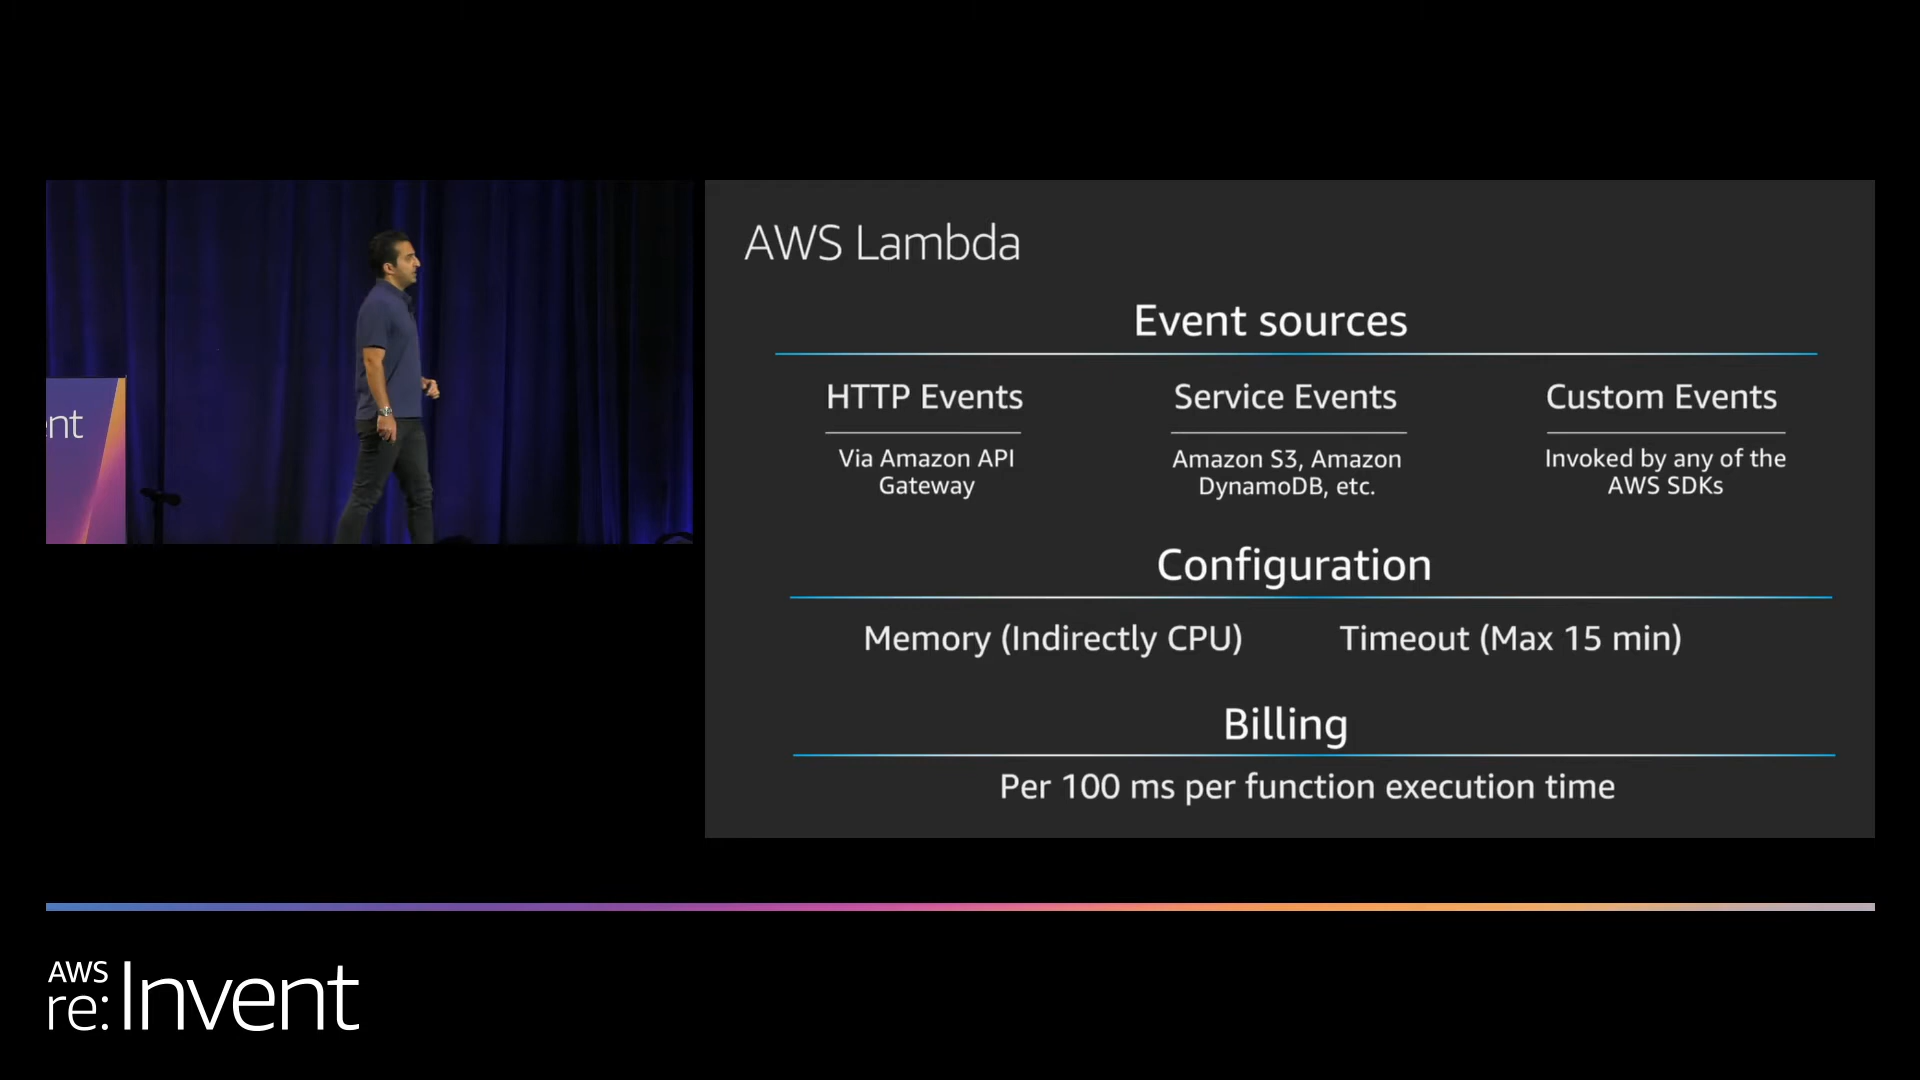 AWS Lambda
Event sources
HTTP Events
Via Amazon API
Gateway
Service Events
Amazon S3, Amazon
DynamoDB, etc.
Custom Events
Invoked by any of the
AWS SDKs
Configuration
Memory (Indirectly CPU)
Timeout (Max 15 min)
Billing
Per 100 ms per function execution time
nt
AWS
re:Invent